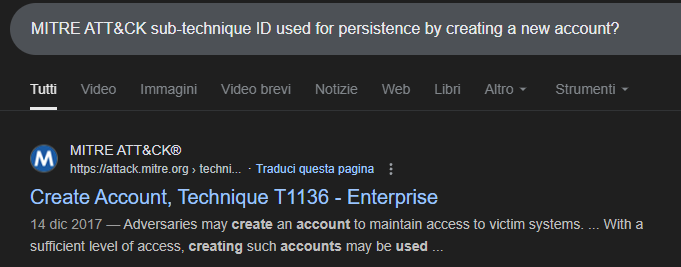 MITRE ATT&CK sub-technique ID used for persistence by creating a new account?
Tutti Video Immagini Video brevi Notizie Web Libri Altro Strumenti
M
MITRE ATT&CK®
https://attack.mitre.org › techni... · Traduci questa pagina
Create Account, Technique T1136 - Enterprise
14 dic 2017 — Adversaries may create an account to maintain access to victim systems. ... With a
sufficient level of access, creating such accounts may be used ...